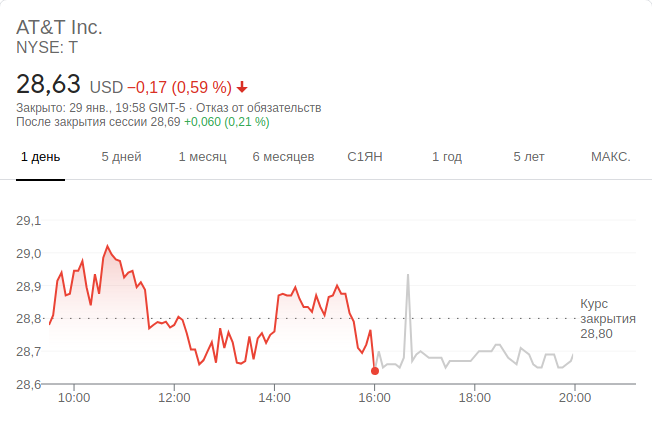 AT&T Inc.
NYSE: T
28,63 USD −0,17 (0,59 %)
Закрыто: 29 янв., 19:58 GMT-5 · Отказ от обязательств
После закрытия сессии 28,69 +0,060 (0,21 %)
1 день 5 дней 1 месяц 6 месяцев С1ЯН 1 год 5 лет МАКС.
29,1
29,0
28,9
28,8
28,7
28,6
Курс
закрытия
28,80
10:00 12:00 14:00 16:00 18:00 20:00